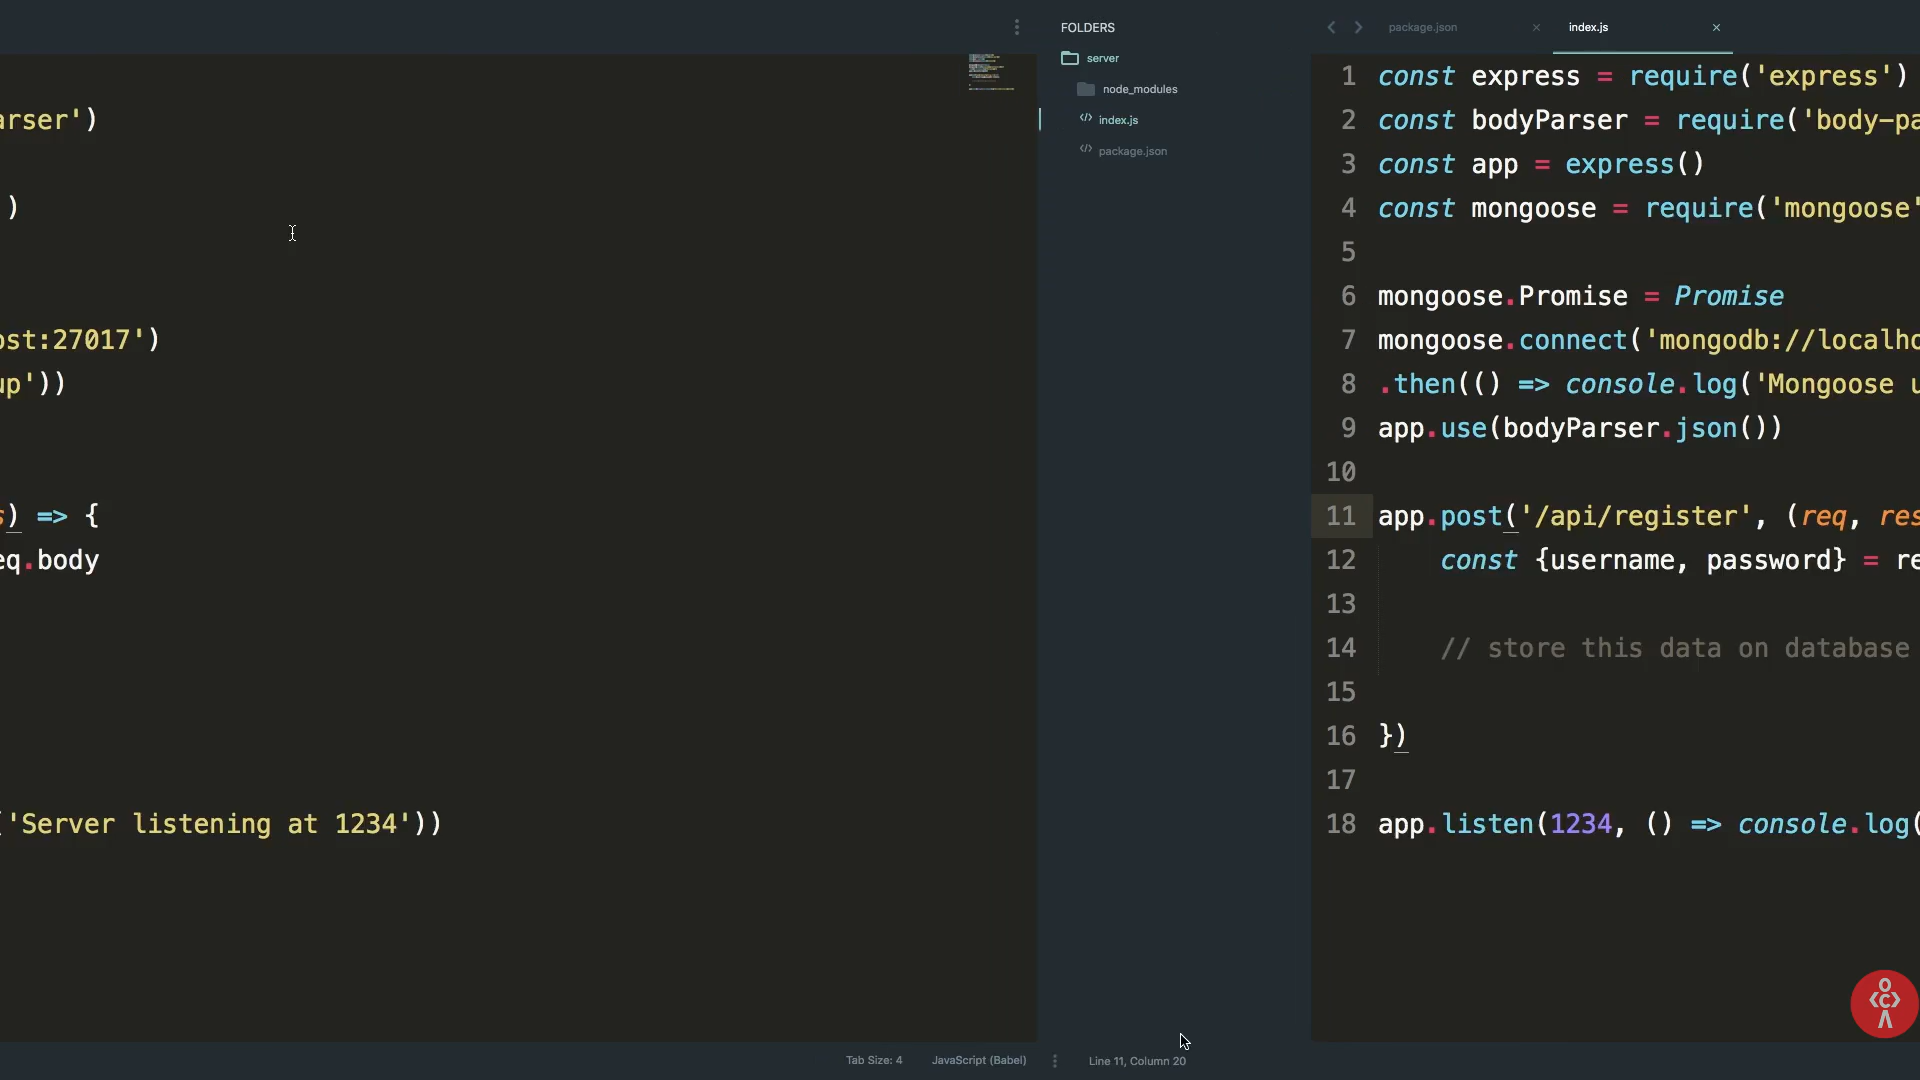 arser')
')
ost:27017')
up'))
s) => {
eq.body
('Server listening at 1234'))
Tab Size: 4
JavaScript (Babel)
FOLDERS
server
node_modules
index.js
package.json
Line 11, Column 20
package.json
index.js
1 const express = require('express')
2 const bodyParser = require('body-pa
3 const app = express()
4 const mongoose = require('mongoose'
5
6 mongoose.Promise = Promise
7 mongoose.connect('mongodb://localho
8 .then(() => console.log('Mongoose u
9 app.use(bodyParser.json())
10
11 app.post('/api/register', (req, res
12 const {username, password} = re
13
14 // store this data on database
15
16 })
17
18 app.listen(1234, () => console.log(